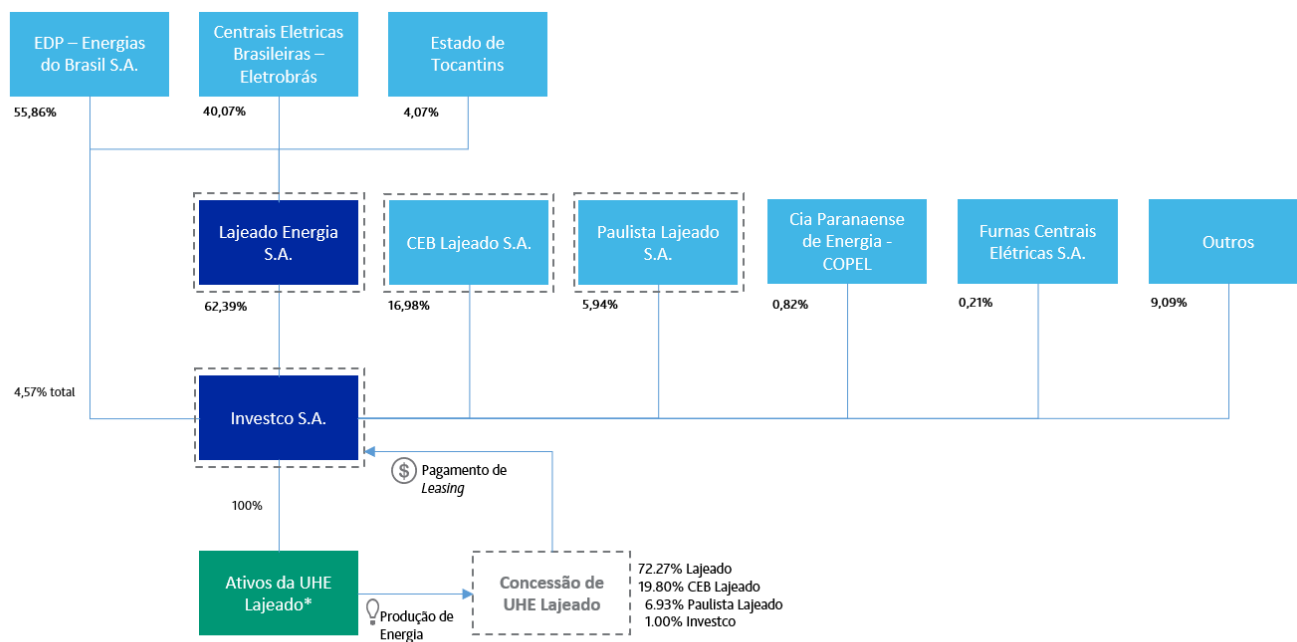 EDP – Energias
do Brasil S.A.
Centrais Eletricas
Brasileiras –
Eletrobrás
Estado de
Tocantins
55,86%
40,07%
4,07%
Lajeado Energia
S.A.
CEB Lajeado S.A.
Paulista Lajeado
S.A.
Cia Paranaense
de Energia -
COPEL
Furnas Centrais
Elétricas S.A.
Outros
62,39%
16,98%
5,94%
0,82%
0,21%
9,09%
4,57% total
Investco S.A.
$
Pagamento de
Leasing
100%
Ativos da UHE
Lajeado*
Produção de
Energia
Concessão de
UHE Lajeado
72.27% Lajeado
19.80% CEB Lajeado
6.93% Paulista Lajeado
1.00% Investco